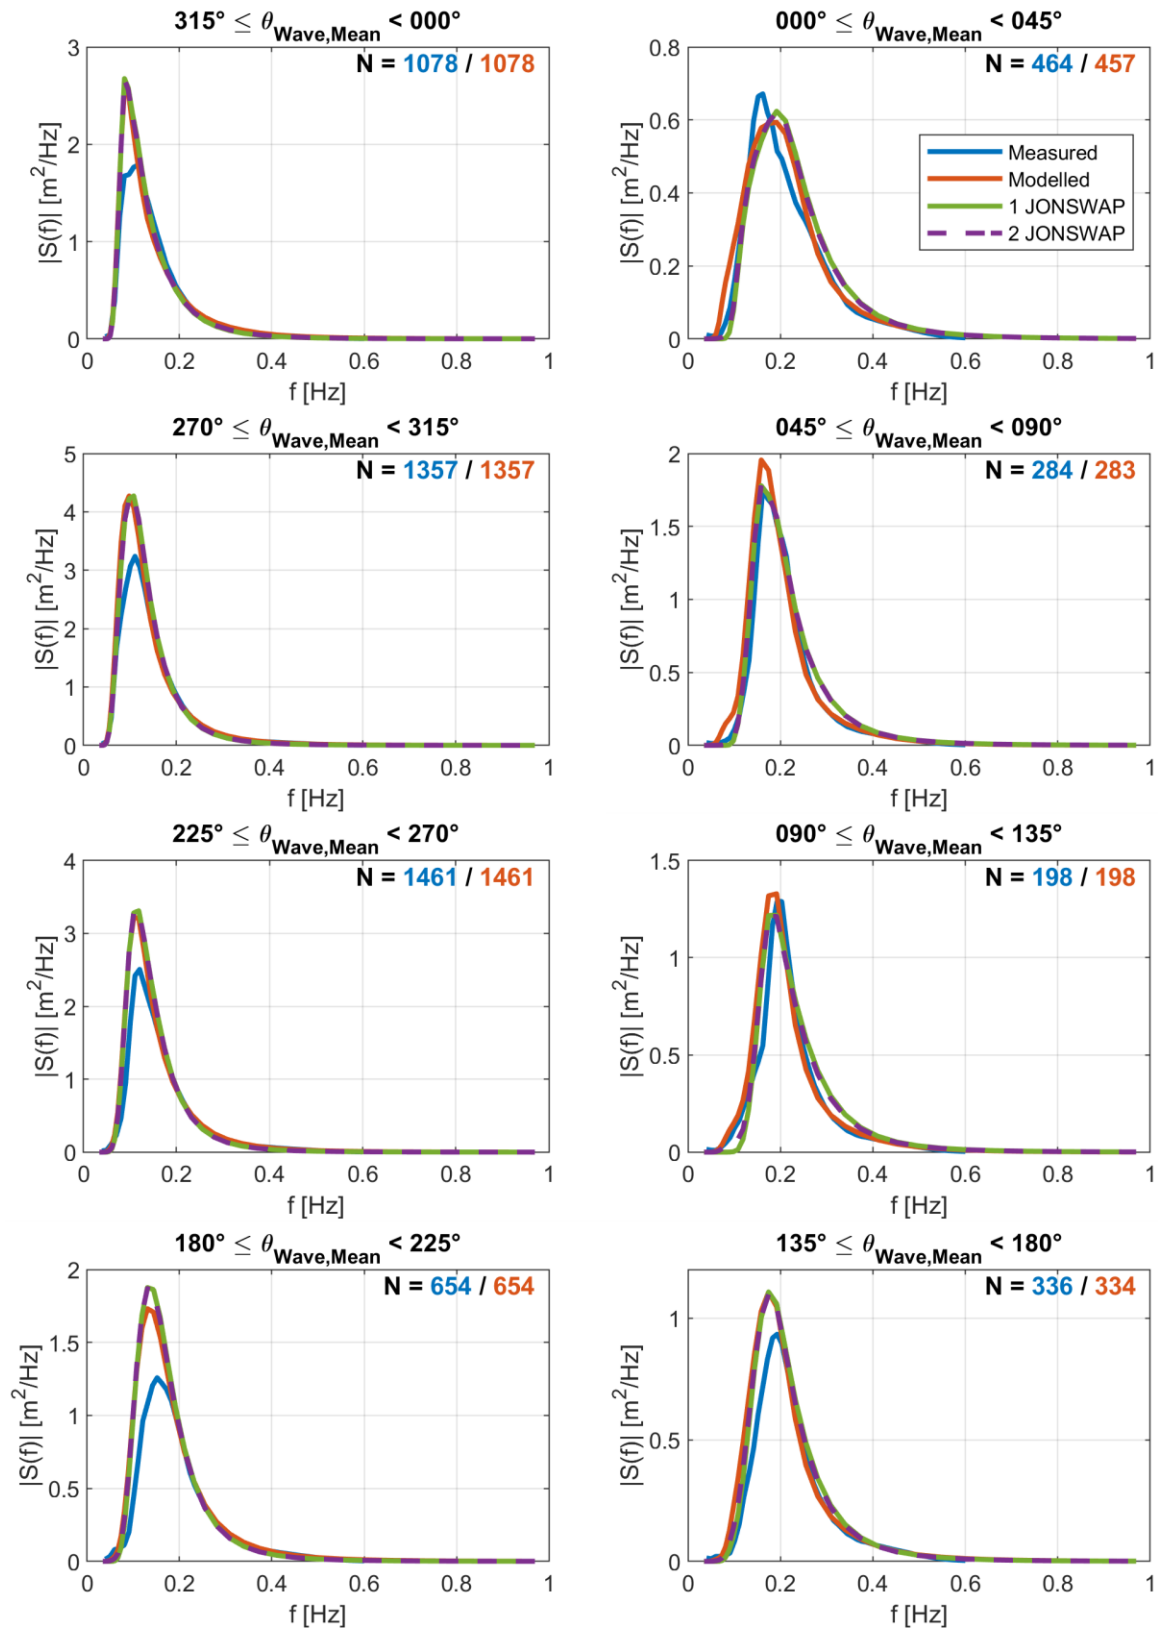 315° ≤ θWave,Mean < 000°
N = 1078 / 1078
|S(f)| [m²/Hz]
3
2
1
0
0 0.2 0.4 0.6 0.8 1
f [Hz]
000° ≤ θWave,Mean < 045°
N = 464 / 457
Measured
Modelled
1 JONSWAP
2 JONSWAP
|S(f)| [m²/Hz]
0.8
0.6
0.4
0.2
0
0 0.2 0.4 0.6 0.8 1
f [Hz]
270° ≤ θWave,Mean < 315°
N = 1357 / 1357
|S(f)| [m²/Hz]
5
4
3
2
1
0
0 0.2 0.4 0.6 0.8 1
f [Hz]
045° ≤ θWave,Mean < 090°
N = 284 / 283
|S(f)| [m²/Hz]
2
1.5
1
0.5
0
0 0.2 0.4 0.6 0.8 1
f [Hz]
225° ≤ θWave,Mean < 270°
N = 1461 / 1461
|S(f)| [m²/Hz]
4
3
2
1
0
0 0.2 0.4 0.6 0.8 1
f [Hz]
090° ≤ θWave,Mean < 135°
N = 198 / 198
|S(f)| [m²/Hz]
1.5
1
0.5
0
0 0.2 0.4 0.6 0.8 1
f [Hz]
180° ≤ θWave,Mean < 225°
N = 654 / 654
|S(f)| [m²/Hz]
2
1.5
1
0.5
0
0 0.2 0.4 0.6 0.8 1
f [Hz]
135° ≤ θWave,Mean < 180°
N = 336 / 334
|S(f)| [m²/Hz]
1
0.5
0
0 0.2 0.4 0.6 0.8 1
f [Hz]